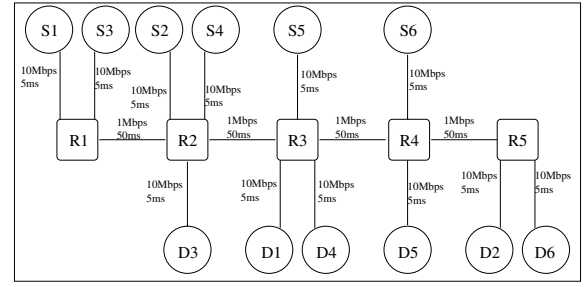 S1 S3 S2 S4 S5 S6
10Mbps 10Mbps 10Mbps 10Mbps 10Mbps 10Mbps
5ms 5ms 5ms 5ms 5ms 5ms
1Mbps 1Mbps 1Mbps 1Mbps
R1 R2 R3 R4 R5
50ms 50ms 50ms 50ms
10Mbps 10Mbps 10Mbps 10Mbps 10Mbps 10Mbps
5ms 5ms 5ms 5ms 5ms 5ms
D3 D1 D4 D5 D2 D6